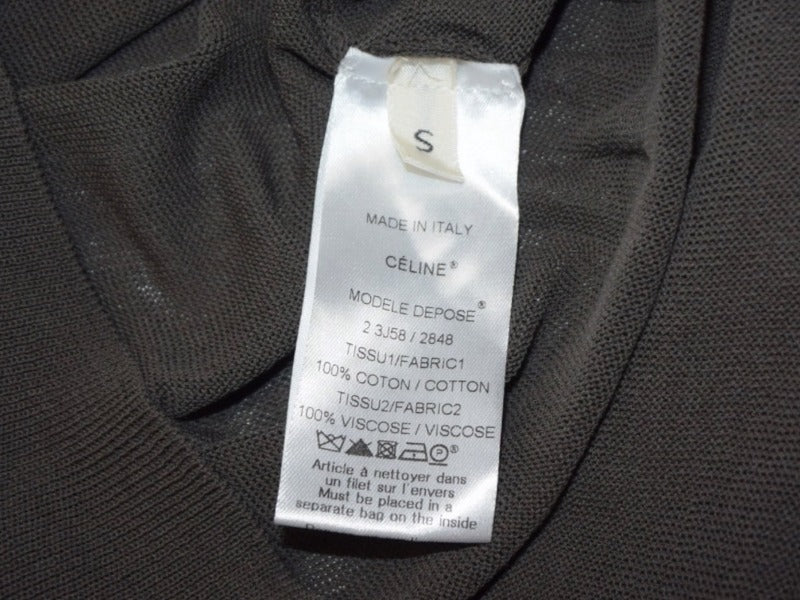 S
MADE IN ITALY
CÉLINE®
MODELE DEPOSE®
2 3J58 / 2848
TISSU1/FABRIC1
100% COTON / COTTON
TISSU2/FABRIC2
100% VISCOSE / VISCOSE
P
Article à nettoyer dans
un filet sur l'envers
Must be placed in a
separate bag on the inside